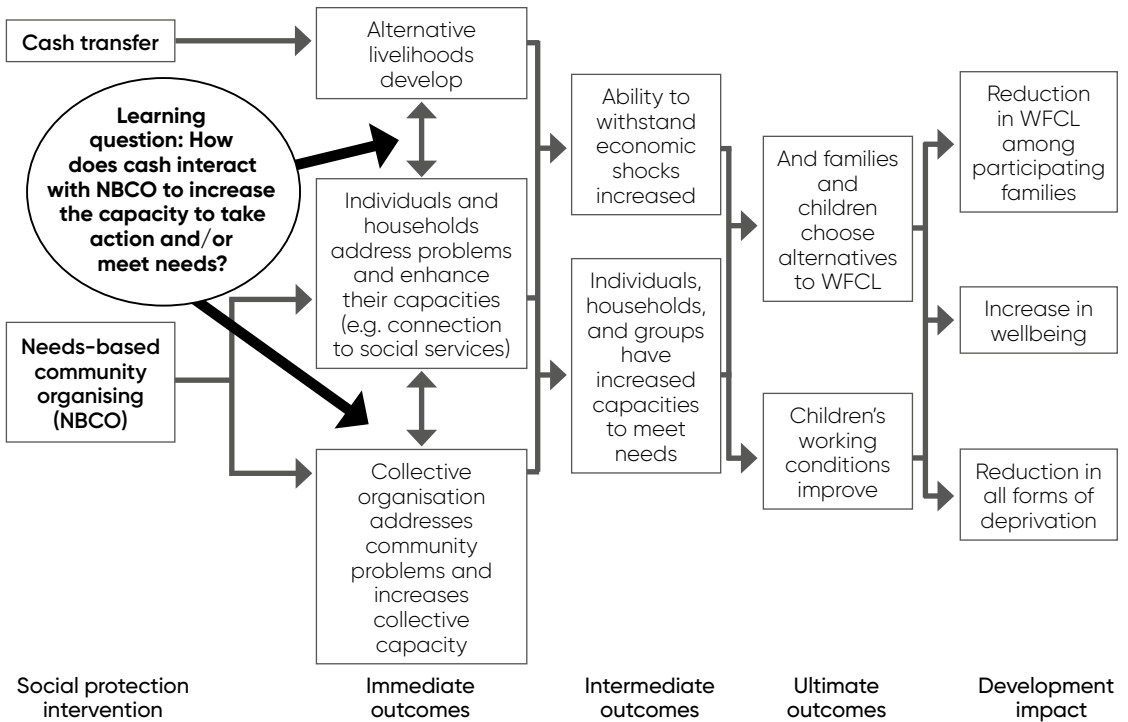 Cash transfer
Learning
question: How
does cash interact
with NBCO to increase
the capacity to take
action and/or
meet needs?
Needs-based
community
organising
(NBCO)
Social protection
intervention
Alternative
livelihoods
develop
Individuals and
households
address problems
and enhance
their capacities
(e.g. connection
to social services)
Collective
organisation
addresses
community
problems and
increases
collective
capacity
Immediate
outcomes
Ability to
withstand
economic
shocks
increased
Individuals,
households,
and groups
have
increased
capacities
to meet
needs
Intermediate
outcomes
And families
and
children
choose
alternatives
to WFCL
Children’s
working
conditions
improve
Ultimate
outcomes
Reduction
in WFCL
among
participating
families
Increase in
wellbeing
Reduction in
all forms of
deprivation
Development
impact